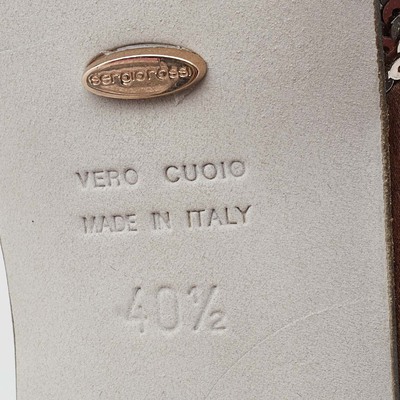 sergiorossi
VERO CUOIO
MADE IN ITALY
40½